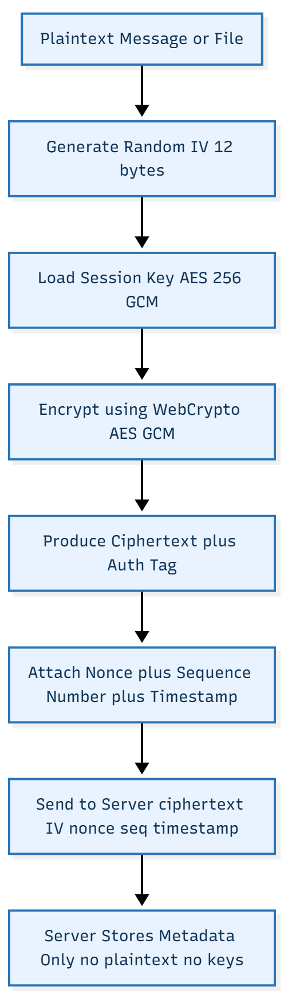 Plaintext Message or File
Generate Random IV 12
bytes
Load Session Key AES 256
GCM
Encrypt using WebCrypto
AES GCM
Produce Ciphertext plus
Auth Tag
Attach Nonce plus Sequence
Number plus Timestamp
Send to Server ciphertext
IV nonce seq timestamp
Server Stores Metadata
Only no plaintext no keys